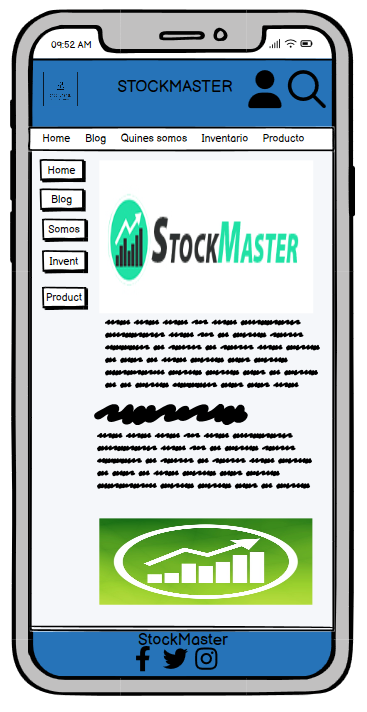 09:52 AM
STOCKMASTER
Home Blog Quines somos Inventario Producto
Home
Blog
Somos
Invent
Product
STOCKMASTER
StockMaster